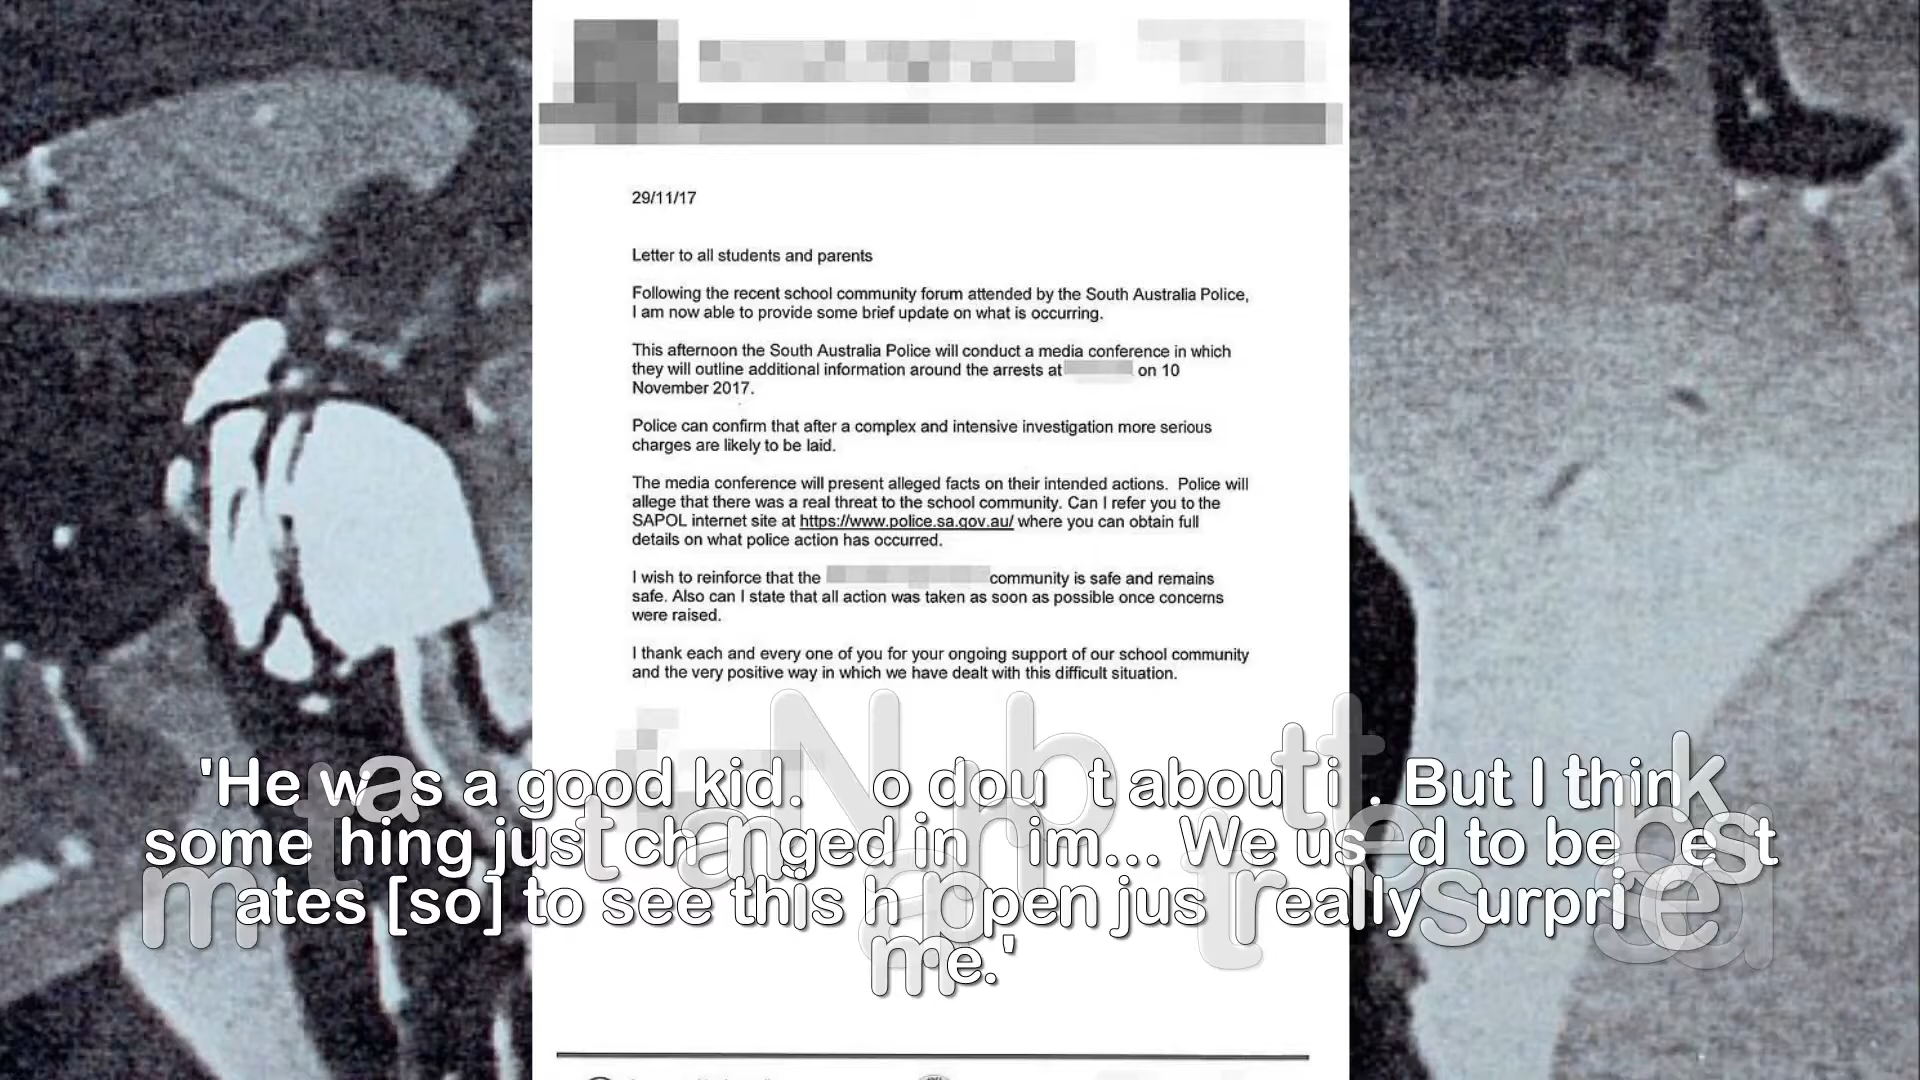 29/11/17
Letter to all students and parents
Following the recent school community forum attended by the South Australia Police,
I am now able to provide some brief update on what is occurring.
This afternoon the South Australia Police will conduct a media conference in which
they will outline additional information around the arrests at on 10
November 2017.
Police can confirm that after a complex and intensive investigation more serious
charges are likely to be laid.
The media conference will present alleged facts on their intended actions. Police will
allege that there was a real threat to the school community. Can I refer you to the
SAPOL internet site at https://www.police.sa.gov.au/ where you can obtain full
details on what police action has occurred.
I wish to reinforce that the community is safe and remains
safe. Also can I state that all action was taken as soon as possible once concerns
were raised.
I thank each and every one of you for your ongoing support of our school community
and the very positive way in which we have dealt with this difficult situation.
'He was a good kid. No doubt about it. But I think
something just changed in him... We used to be best
mates [so] to see this happen just really surprises
me.'